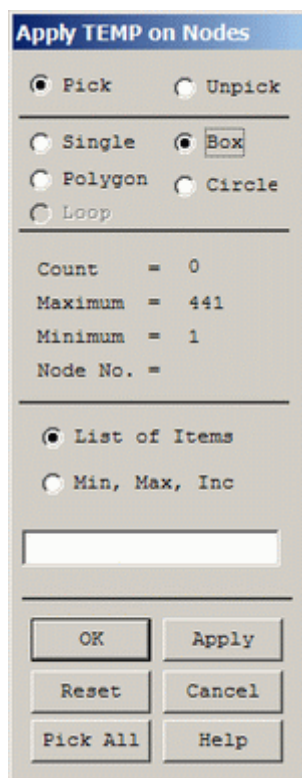 Apply TEMP on Nodes
Pick Unpick
Single Box
Polygon Circle
Loop
Count = 0
Maximum = 441
Minimum = 1
Node No. =
List of Items
Min, Max, Inc
OK Apply
Reset Cancel
Pick All Help